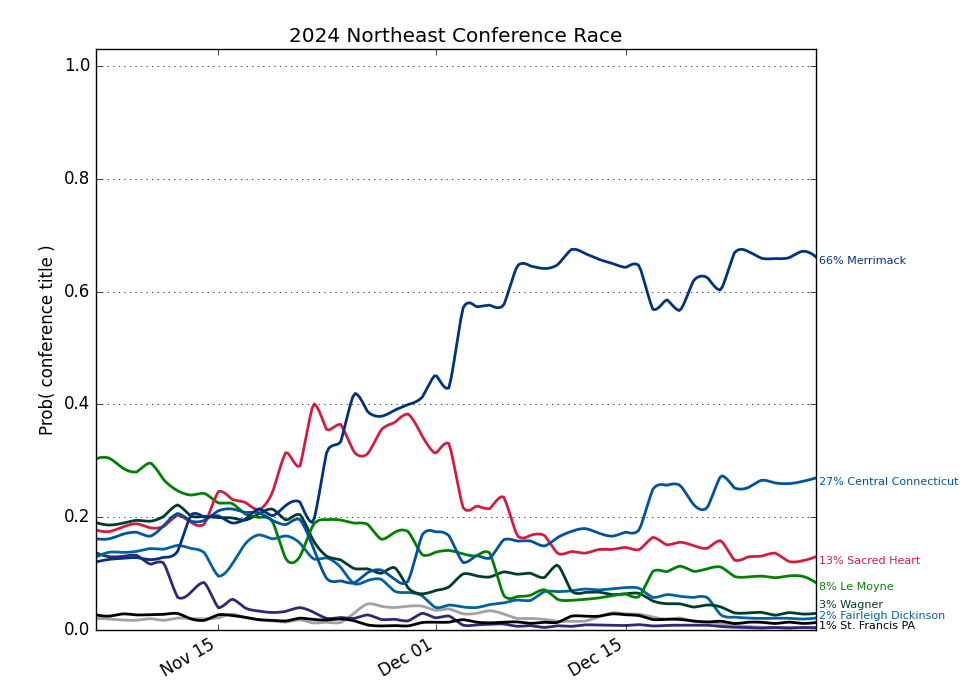 2024 Northeast Conference Race
Prob( conference title )
1.0
0.8
0.6
0.4
0.2
0.0
Nov 15
Dec 01
Dec 15
66% Merrimack
27% Central Connecticut
13% Sacred Heart
8% Le Moyne
3% Wagner
2% Fairleigh Dickinson
1% St. Francis PA